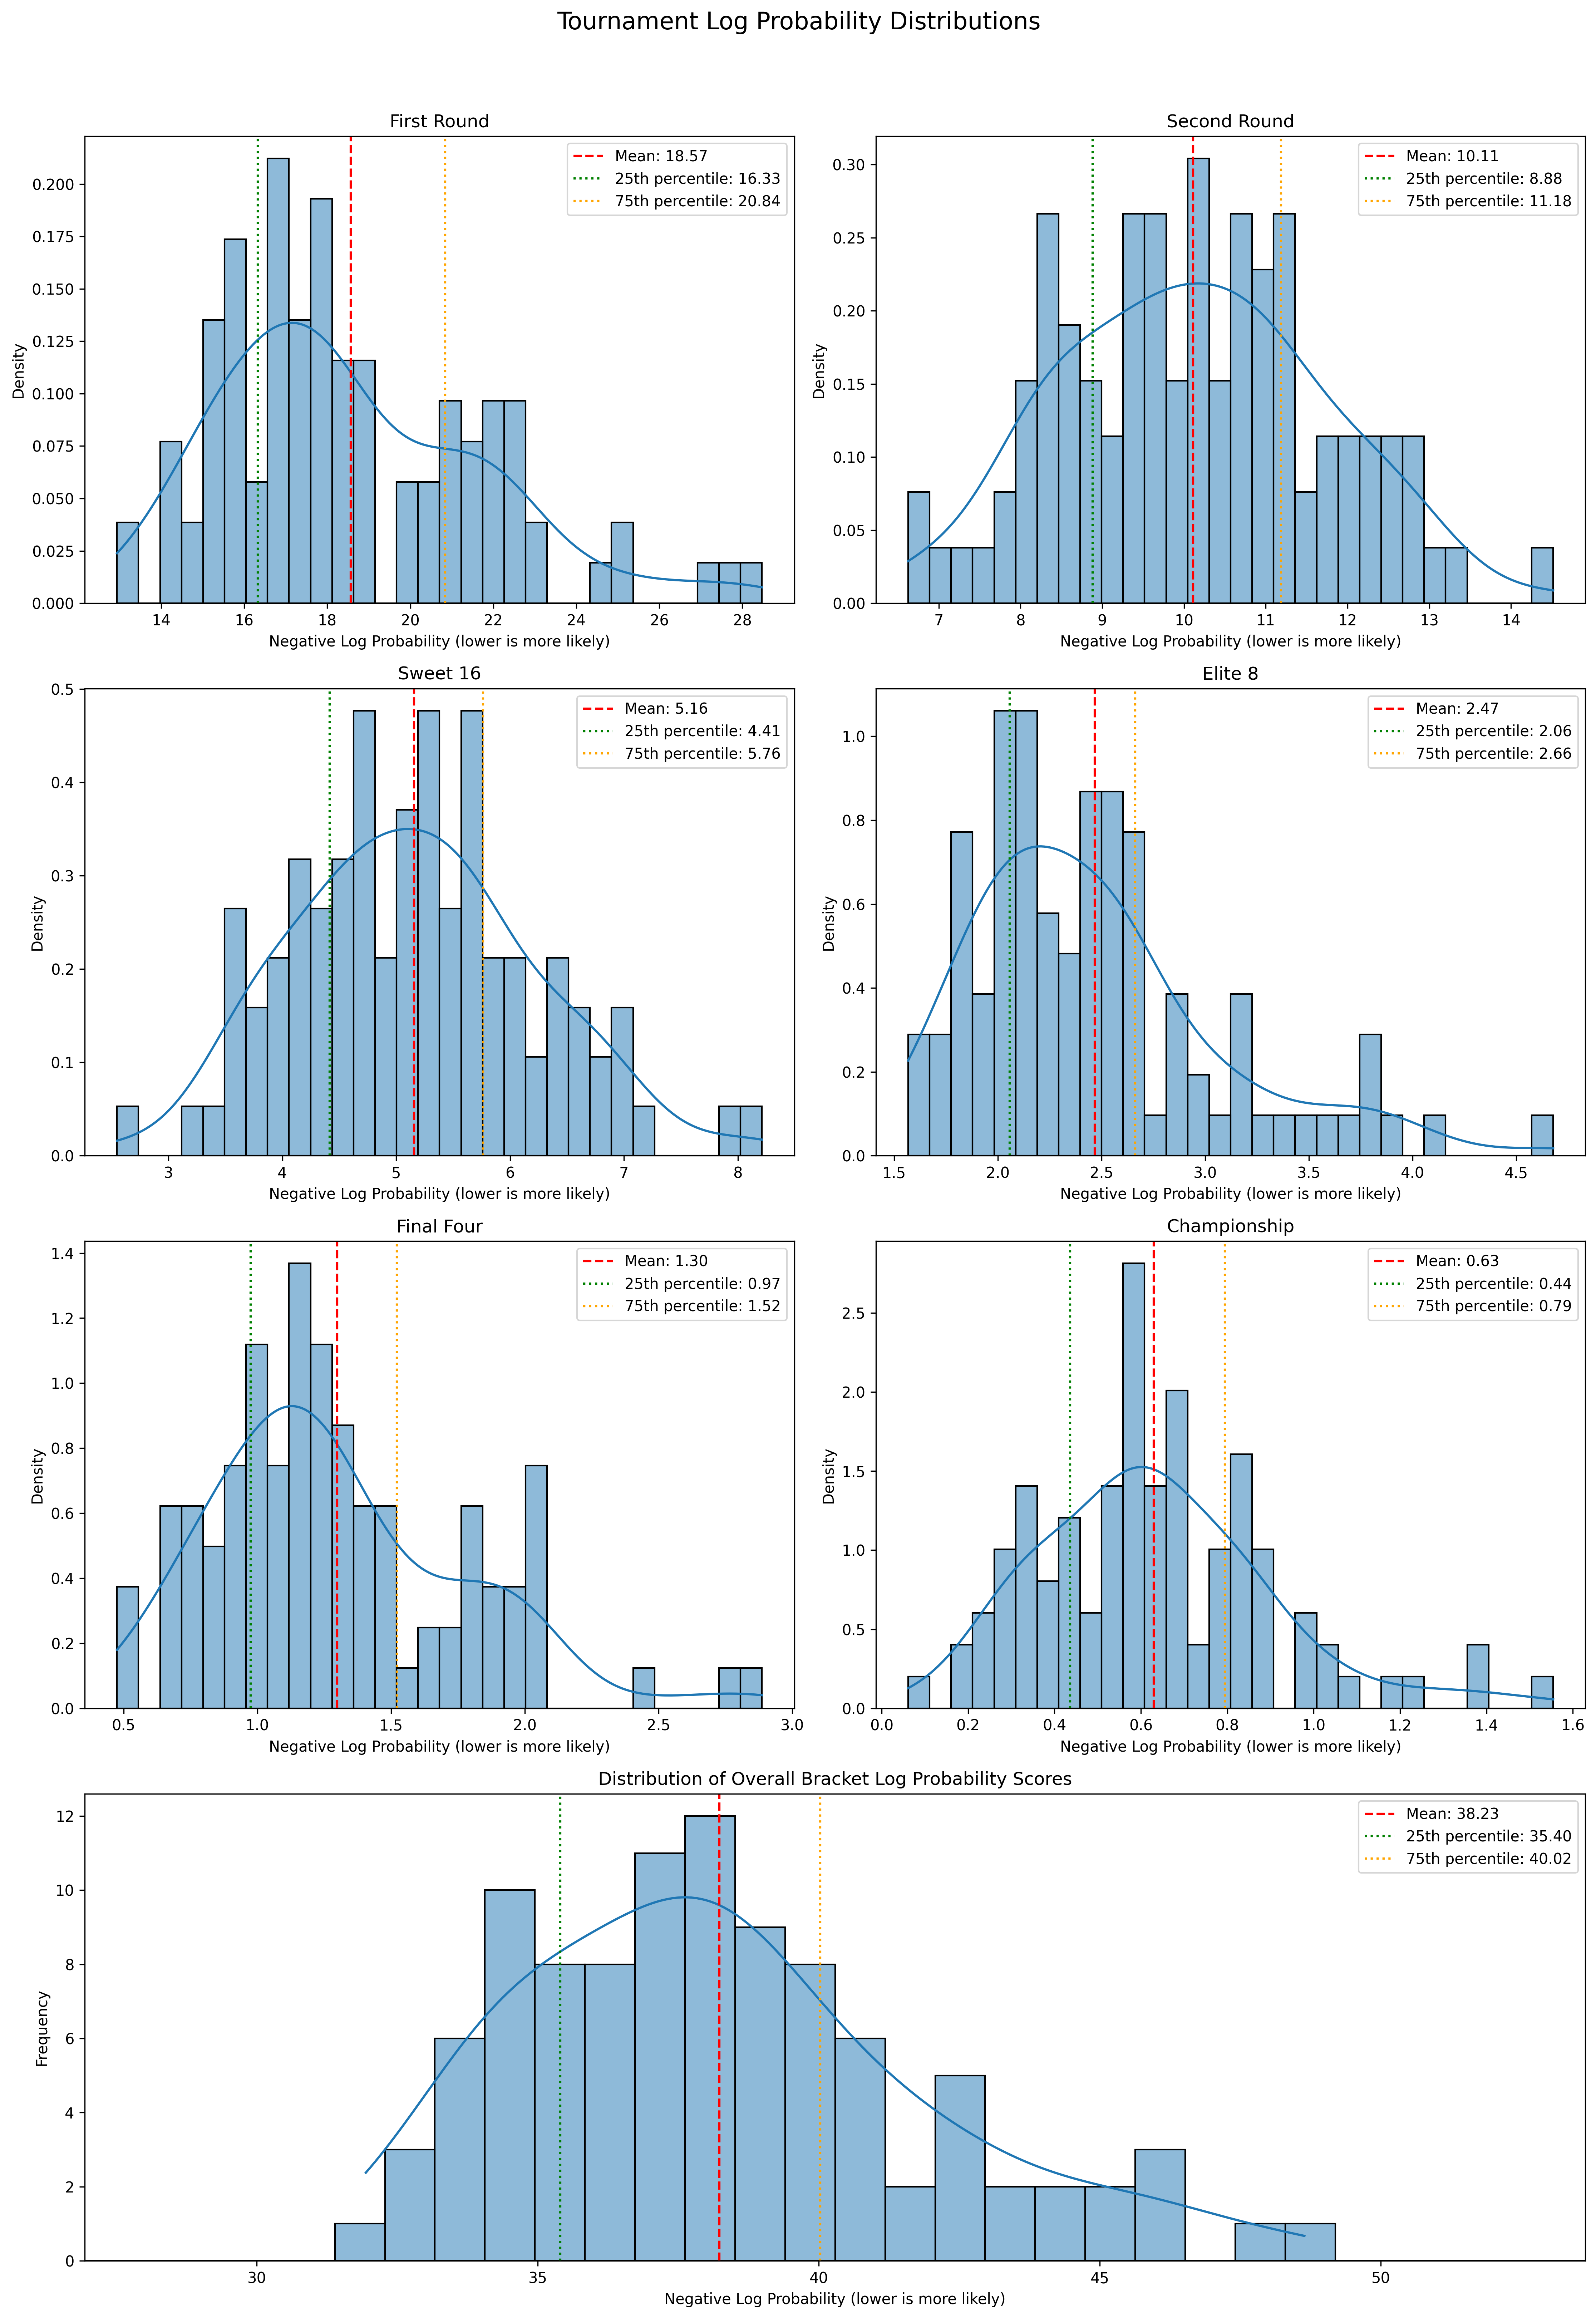 Tournament Log Probability Distributions
First Round
Mean: 18.57
25th percentile: 16.33
75th percentile: 20.84
Density
0.200
0.175
0.150
0.125
0.100
0.075
0.050
0.025
0.000
14 16 18 20 22 24 26 28
Negative Log Probability (lower is more likely)
Second Round
Mean: 10.11
25th percentile: 8.88
75th percentile: 11.18
Density
0.30
0.25
0.20
0.15
0.10
0.05
0.00
7 8 9 10 11 12 13 14
Negative Log Probability (lower is more likely)
Sweet 16
Mean: 5.16
25th percentile: 4.41
75th percentile: 5.76
Density
0.5
0.4
0.3
0.2
0.1
0.0
3 4 5 6 7 8
Negative Log Probability (lower is more likely)
Elite 8
Mean: 2.47
25th percentile: 2.06
75th percentile: 2.66
Density
1.0
0.8
0.6
0.4
0.2
0.0
1.5 2.0 2.5 3.0 3.5 4.0 4.5
Negative Log Probability (lower is more likely)
Final Four
Mean: 1.30
25th percentile: 0.97
75th percentile: 1.52
Density
1.4
1.2
1.0
0.8
0.6
0.4
0.2
0.0
0.5 1.0 1.5 2.0 2.5 3.0
Negative Log Probability (lower is more likely)
Championship
Mean: 0.63
25th percentile: 0.44
75th percentile: 0.79
Density
2.5
2.0
1.5
1.0
0.5
0.0
0.0 0.2 0.4 0.6 0.8 1.0 1.2 1.4 1.6
Negative Log Probability (lower is more likely)
Distribution of Overall Bracket Log Probability Scores
Mean: 38.23
25th percentile: 35.40
75th percentile: 40.02
Frequency
12
10
8
6
4
2
0
30 35 40 45 50
Negative Log Probability (lower is more likely)